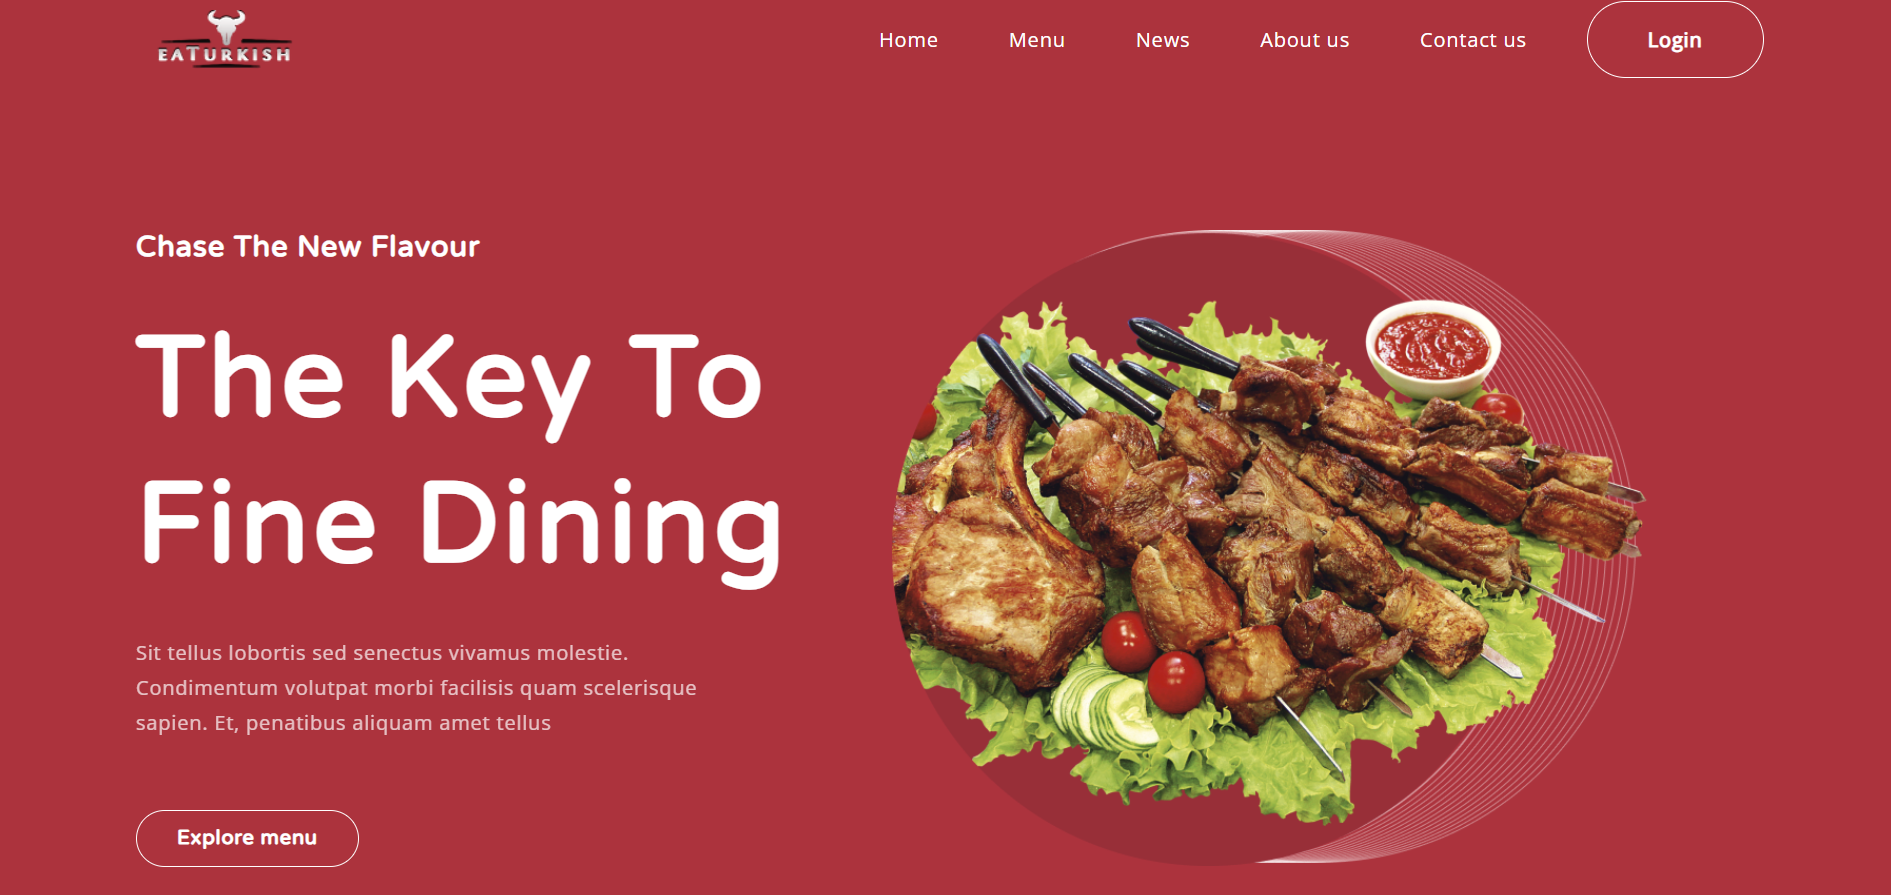 EATURKISH
Home
Menu
News
About us
Contact us
Login
Chase The New Flavour
The Key To
Fine Dining
Sit tellus lobortis sed senectus vivamus molestie.
Condimentum volutpat morbi facilisis quam scelerisque
sapien. Et, penatibus aliquam amet tellus
Explore menu